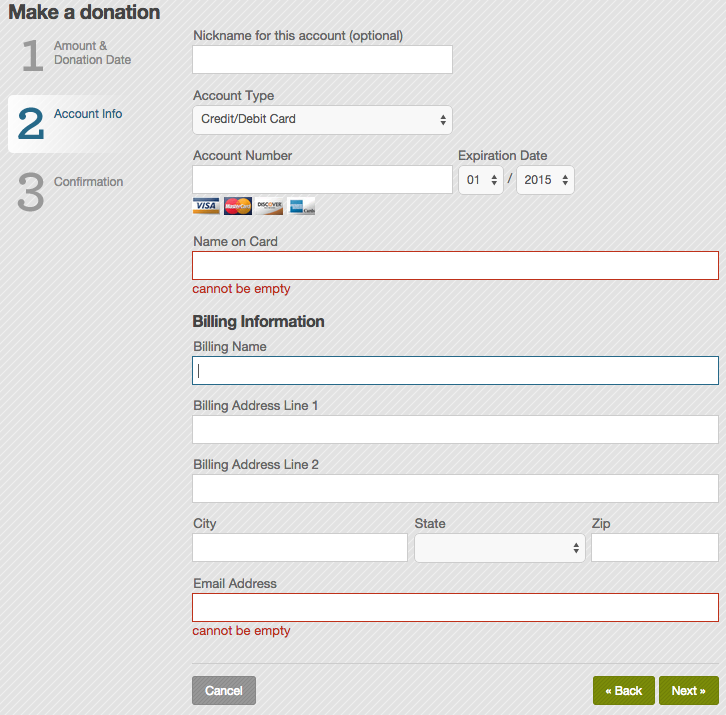 Make a donation
1
Amount &
Donation Date
2
Account Info
3
Confirmation
Nickname for this account (optional)
Account Type
Credit/Debit Card
Account Number
Expiration Date
01 / 2015
VISA MasterCard DISCOVER
Name on Card
cannot be empty
Billing Information
Billing Name
Billing Address Line 1
Billing Address Line 2
City State Zip
Email Address
cannot be empty
Cancel
« Back
Next »